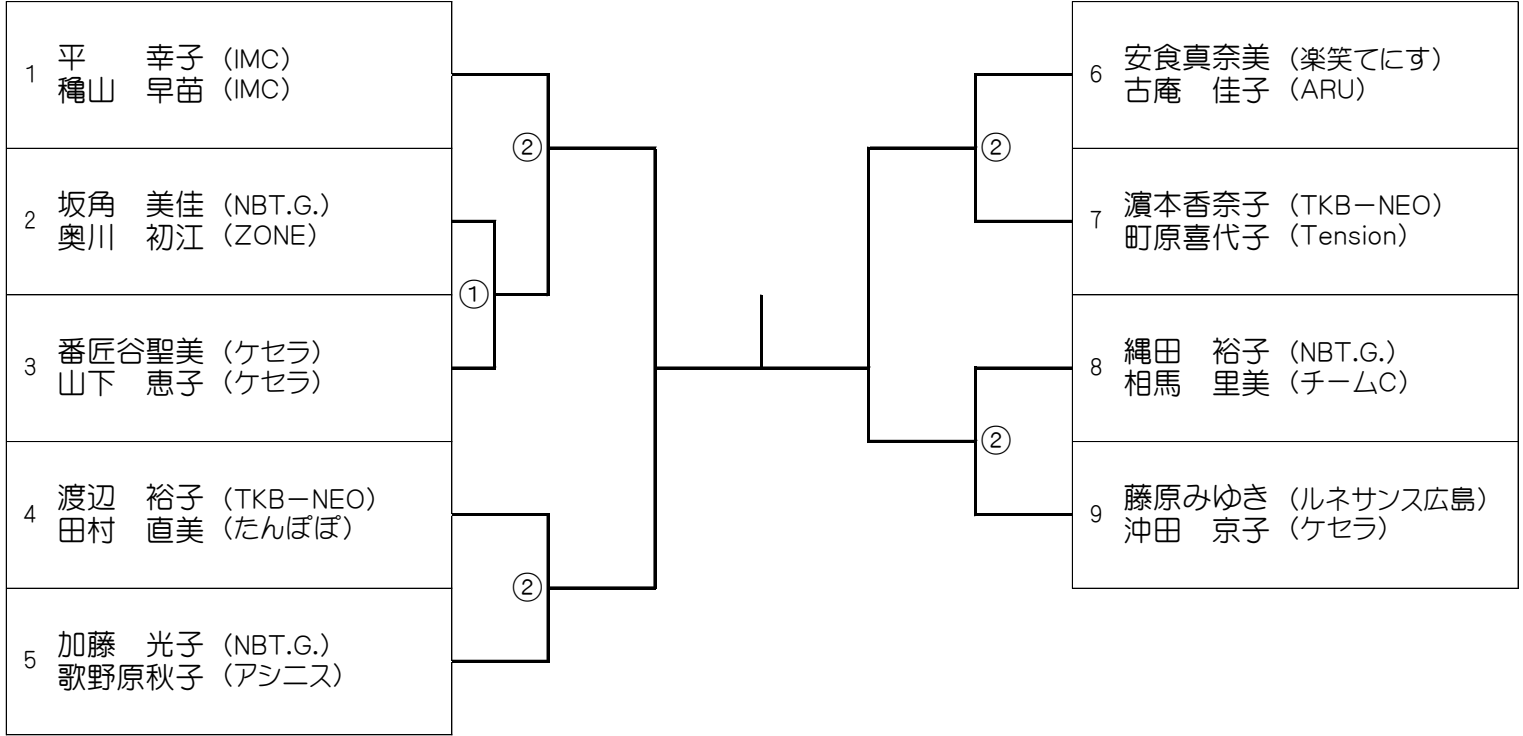 1
平　　幸子 (IMC)
龝山　早苗 (IMC)
②
2
坂角　美佳 (NBT.G.)
奥川　初江 (ZONE)
①
3
番匠谷聖美 (ケセラ)
山下　恵子 (ケセラ)
4
渡辺　裕子 (TKB－NEO)
田村　直美 (たんぽぽ)
②
5
加藤　光子 (NBT.G.)
歌野原秋子 (アシニス)
6
安食真奈美 (楽笑てにす)
古庵　佳子 (ARU)
②
7
濵本香奈子 (TKB－NEO)
町原喜代子 (Tension)
8
縄田　裕子 (NBT.G.)
相馬　里美 (チームC)
②
9
藤原みゆき (ルネサンス広島)
沖田　京子 (ケセラ)